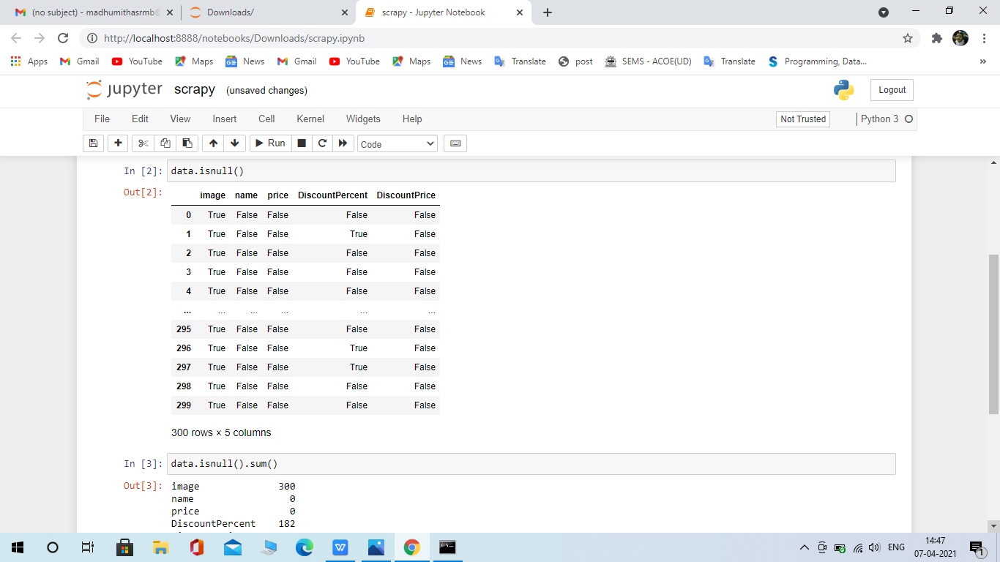 (no subject) - madhumithasrmb@
Downloads/
scrapy - Jupyter Notebook
http://localhost:8888/notebooks/Downloads/scrapy.ipynb
Apps Gmail YouTube Maps News Gmail YouTube Maps News Translate post SEMS - ACOE(UD) Translate Programming, Data... »
jupyter scrapy (unsaved changes) Logout
File Edit View Insert Cell Kernel Widgets Help Not Trusted Python 3
Run Code
In [2]: data.isnull()
Out[2]:
image name price DiscountPercent DiscountPrice
0 True False False False False
1 True False False True False
2 True False False False False
3 True False False False False
4 True False False False False
... ... ... ... ... ...
295 True False False False False
296 True False False True False
297 True False False True False
298 True False False False False
299 True False False False False
300 rows × 5 columns
In [3]: data.isnull().sum()
Out[3]: image 300
name 0
price 0
DiscountPercent 182
ENG 14:47
07-04-2021 1